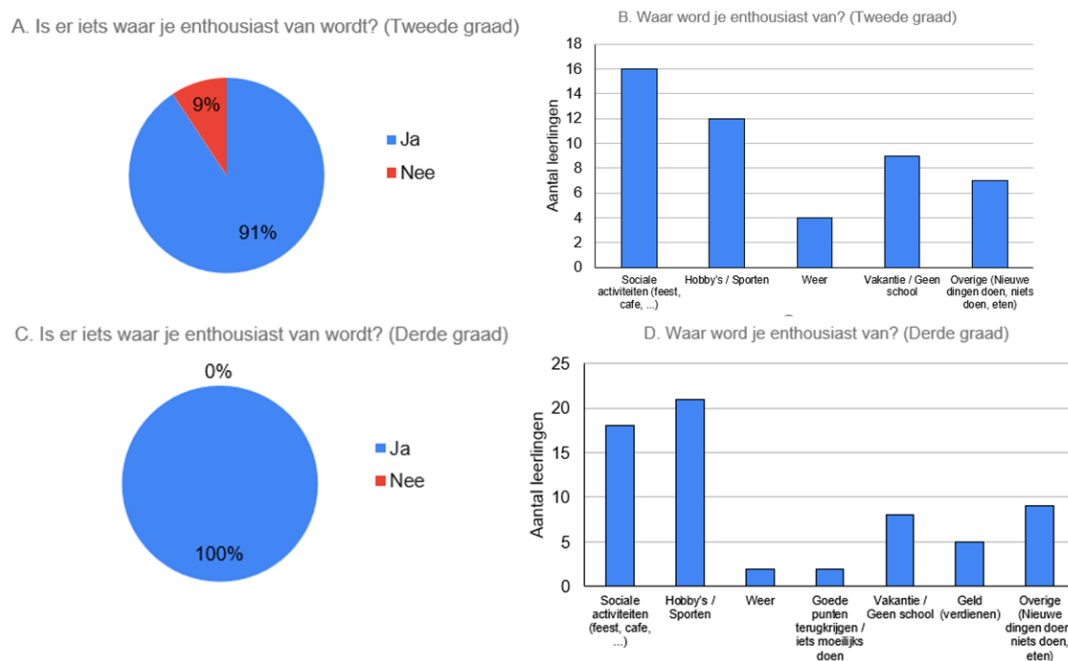 A. Is er iets waar je enthousiast van wordt? (Tweede graad)
9%
91%
Ja
Nee
B. Waar word je enthousiast van? (Tweede graad)
Aantal leerlingen
18
16
14
12
10
8
6
4
2
0
Sociale
activiteiten (feest,
cafe, ...)
Hobby's / Sporten
Weer
Vakantie / Geen
school
Overige (Nieuwe
dingen doen, niets
doen, eten)
C. Is er iets waar je enthousiast van wordt? (Derde graad)
0%
100%
Ja
Nee
D. Waar word je enthousiast van? (Derde graad)
Aantal leerlingen
25
20
15
10
5
0
Sociale
activiteiten
(feest, cafe,
...)
Hobby's /
Sporten
Weer
Goede
punten
terugkrijgen /
iets moeilijks
doen
Vakantie /
Geen school
Geld
(verdienen)
Overige
(Nieuwe
dingen doen,
niets doen,
eten)